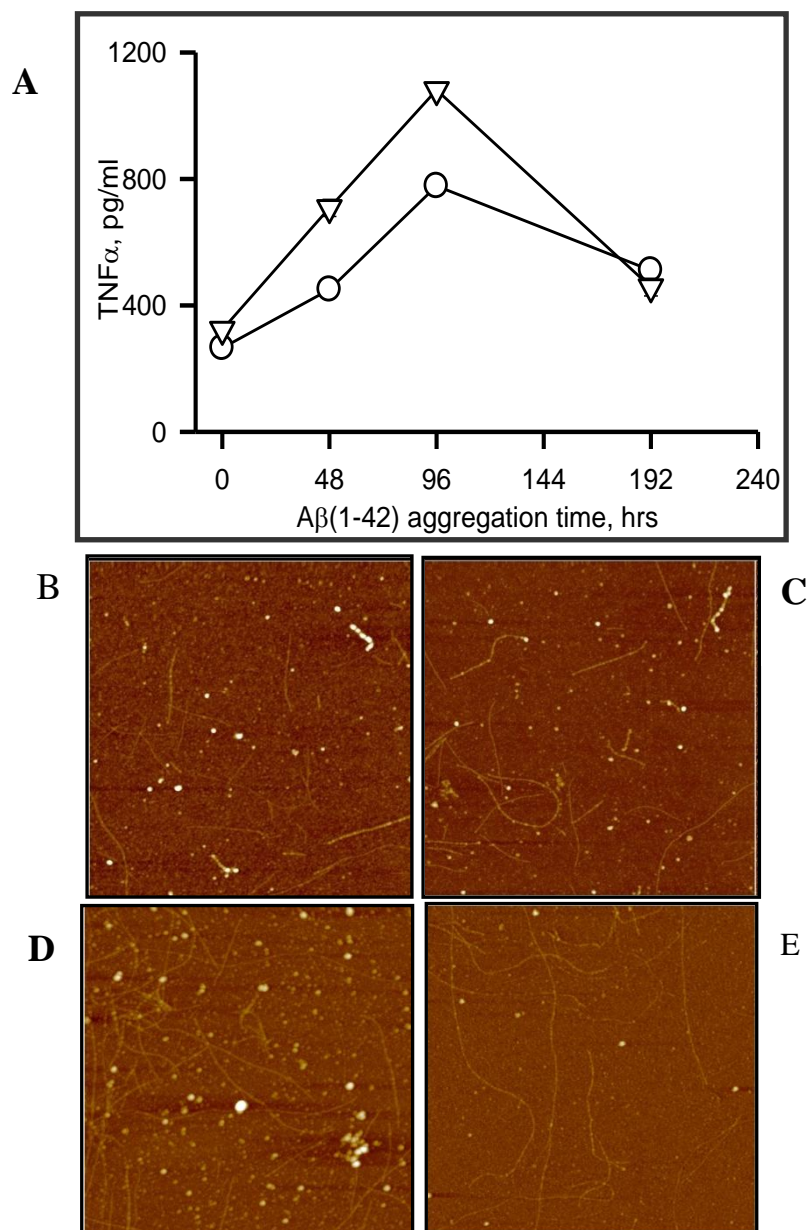 A
1200
800
400
0
TNFα, pg/ml
0 48 96 144 192 240
Aβ(1-42) aggregation time, hrs
B
C
D
E